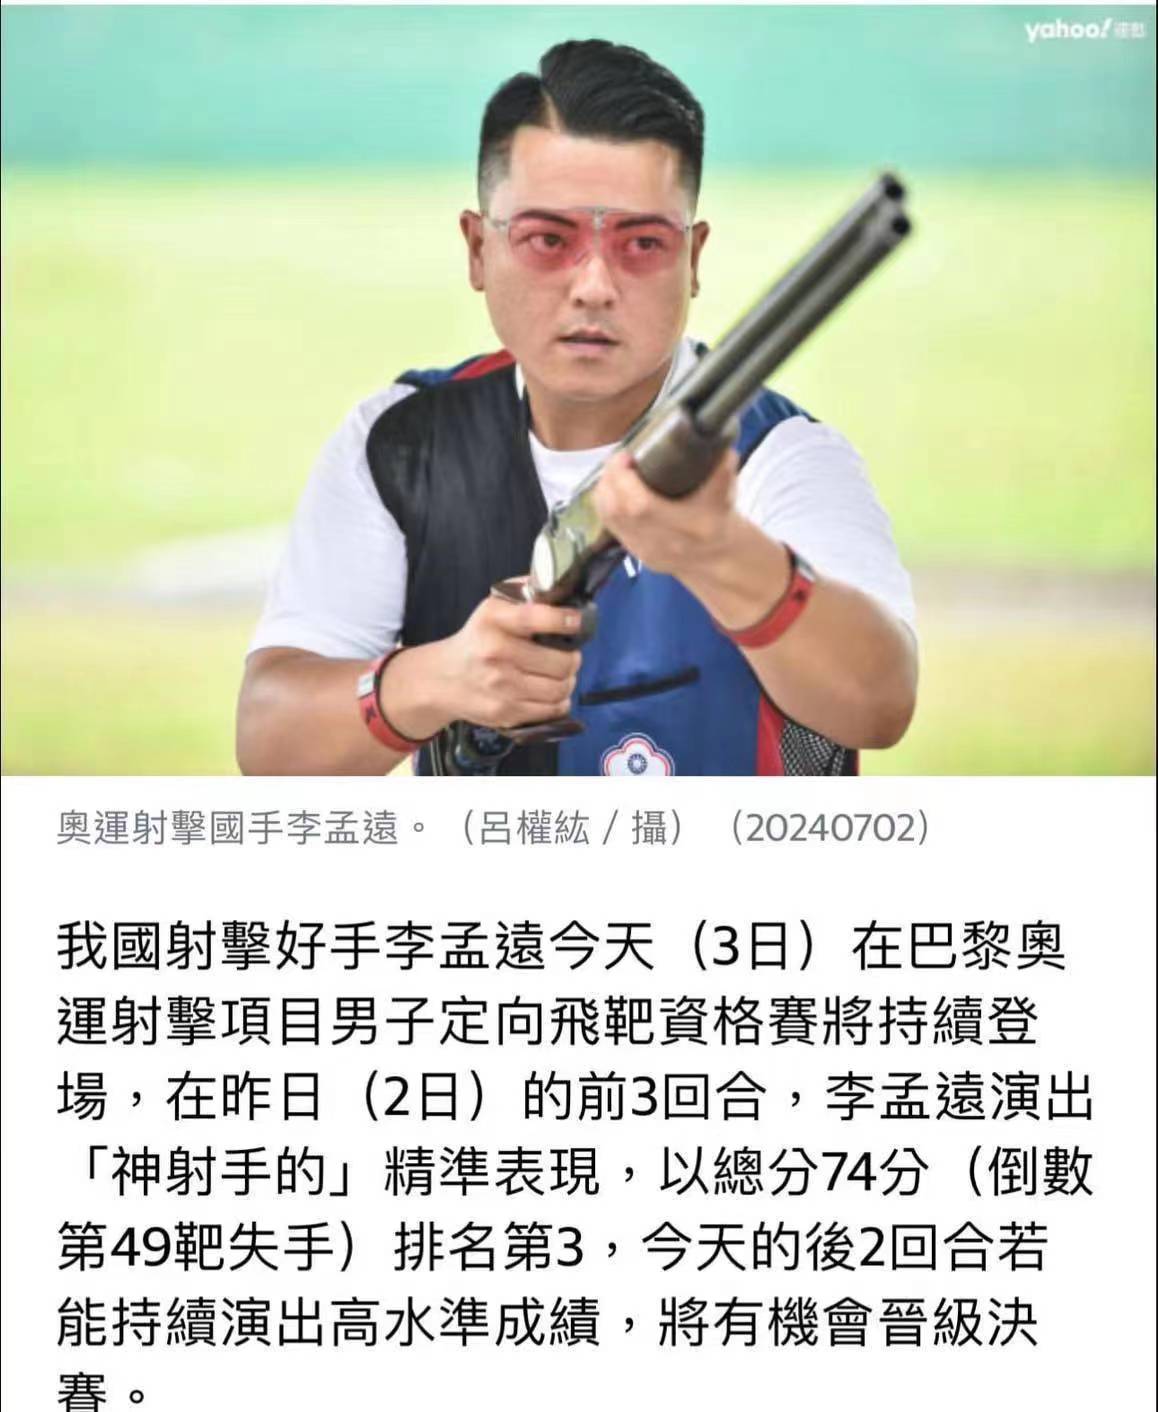 yahoo!運動
奧運射擊國手李孟遠。（呂權紘／攝）（20240702）
我國射擊好手李孟遠今天（3日）在巴黎奧
運射擊項目男子定向飛靶資格賽將持續登
場，在昨日（2日）的前3回合，李孟遠演出
「神射手的」精準表現，以總分74分（倒數
第49靶失手）排名第3，今天的後2回合若
能持續演出高水準成績，將有機會晉級決
賽。